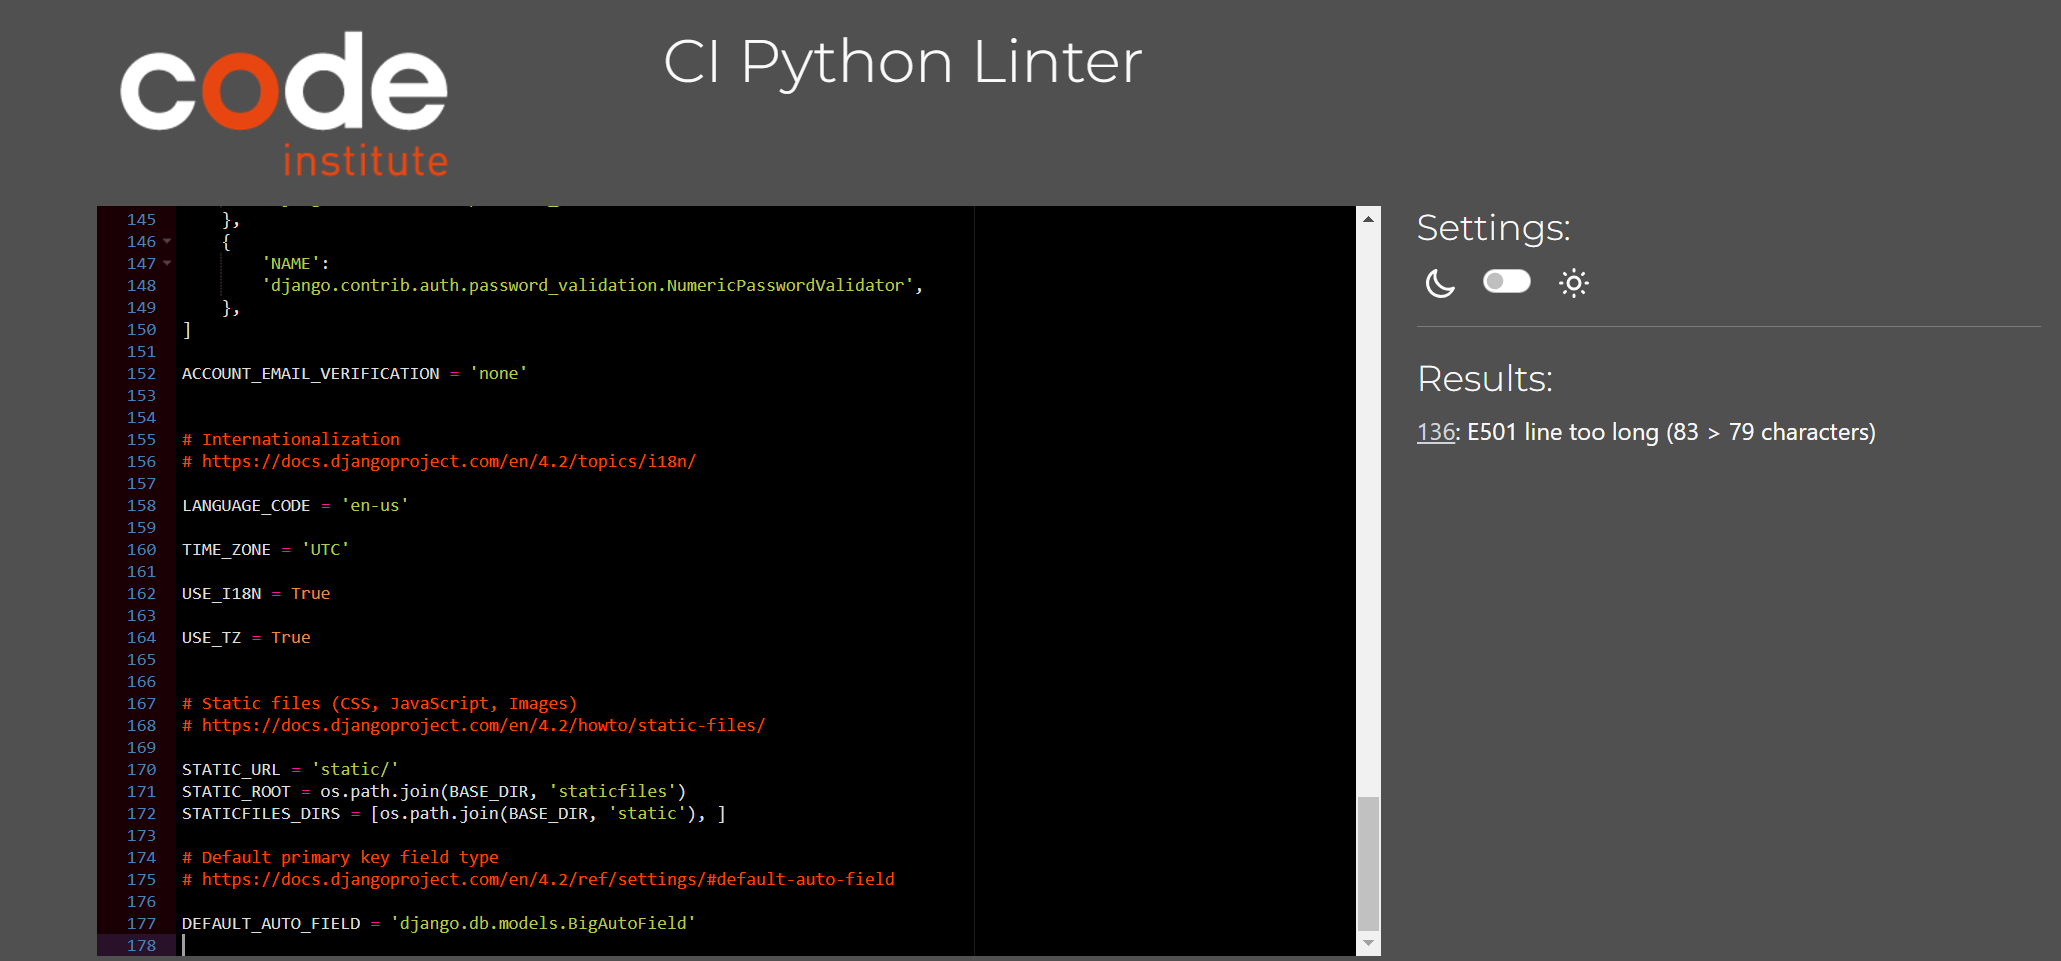 code
institute
CI Python Linter
145 },
146 {
147 'NAME':
148 'django.contrib.auth.password_validation.NumericPasswordValidator',
149 },
150 ]
151
152 ACCOUNT_EMAIL_VERIFICATION = 'none'
153
154
155 # Internationalization
156 # https://docs.djangoproject.com/en/4.2/topics/i18n/
157
158 LANGUAGE_CODE = 'en-us'
159
160 TIME_ZONE = 'UTC'
161
162 USE_I18N = True
163
164 USE_TZ = True
165
166
167 # Static files (CSS, JavaScript, Images)
168 # https://docs.djangoproject.com/en/4.2/howto/static-files/
169
170 STATIC_URL = 'static/'
171 STATIC_ROOT = os.path.join(BASE_DIR, 'staticfiles')
172 STATICFILES_DIRS = [os.path.join(BASE_DIR, 'static'), ]
173
174 # Default primary key field type
175 # https://docs.djangoproject.com/en/4.2/ref/settings/#default-auto-field
176
177 DEFAULT_AUTO_FIELD = 'django.db.models.BigAutoField'
178
Settings:
Results:
136: E501 line too long (83 > 79 characters)